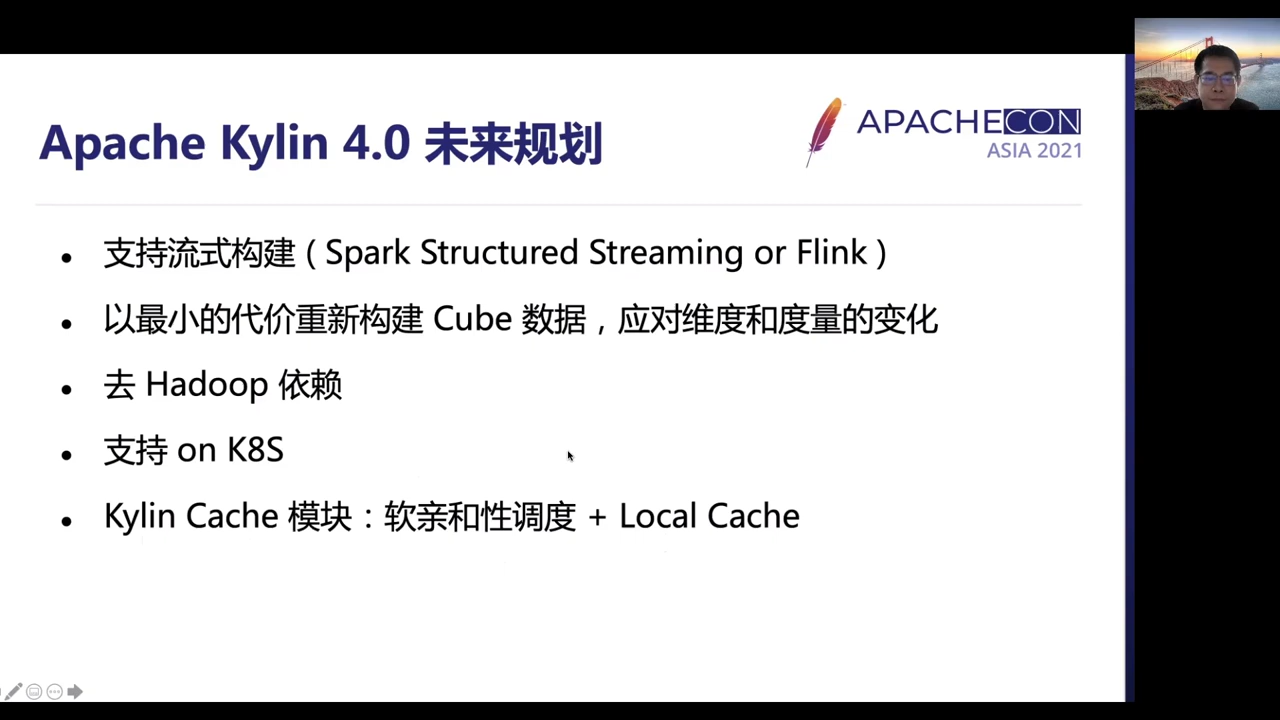 Apache Kylin 4.0 未来规划
APACHECON
ASIA 2021
支持流式构建 ( Spark Structured Streaming or Flink )
以最小的代价重新构建 Cube 数据，应对维度和度量的变化
去 Hadoop 依赖
支持 on K8S
Kylin Cache 模块：软亲和性调度 + Local Cache